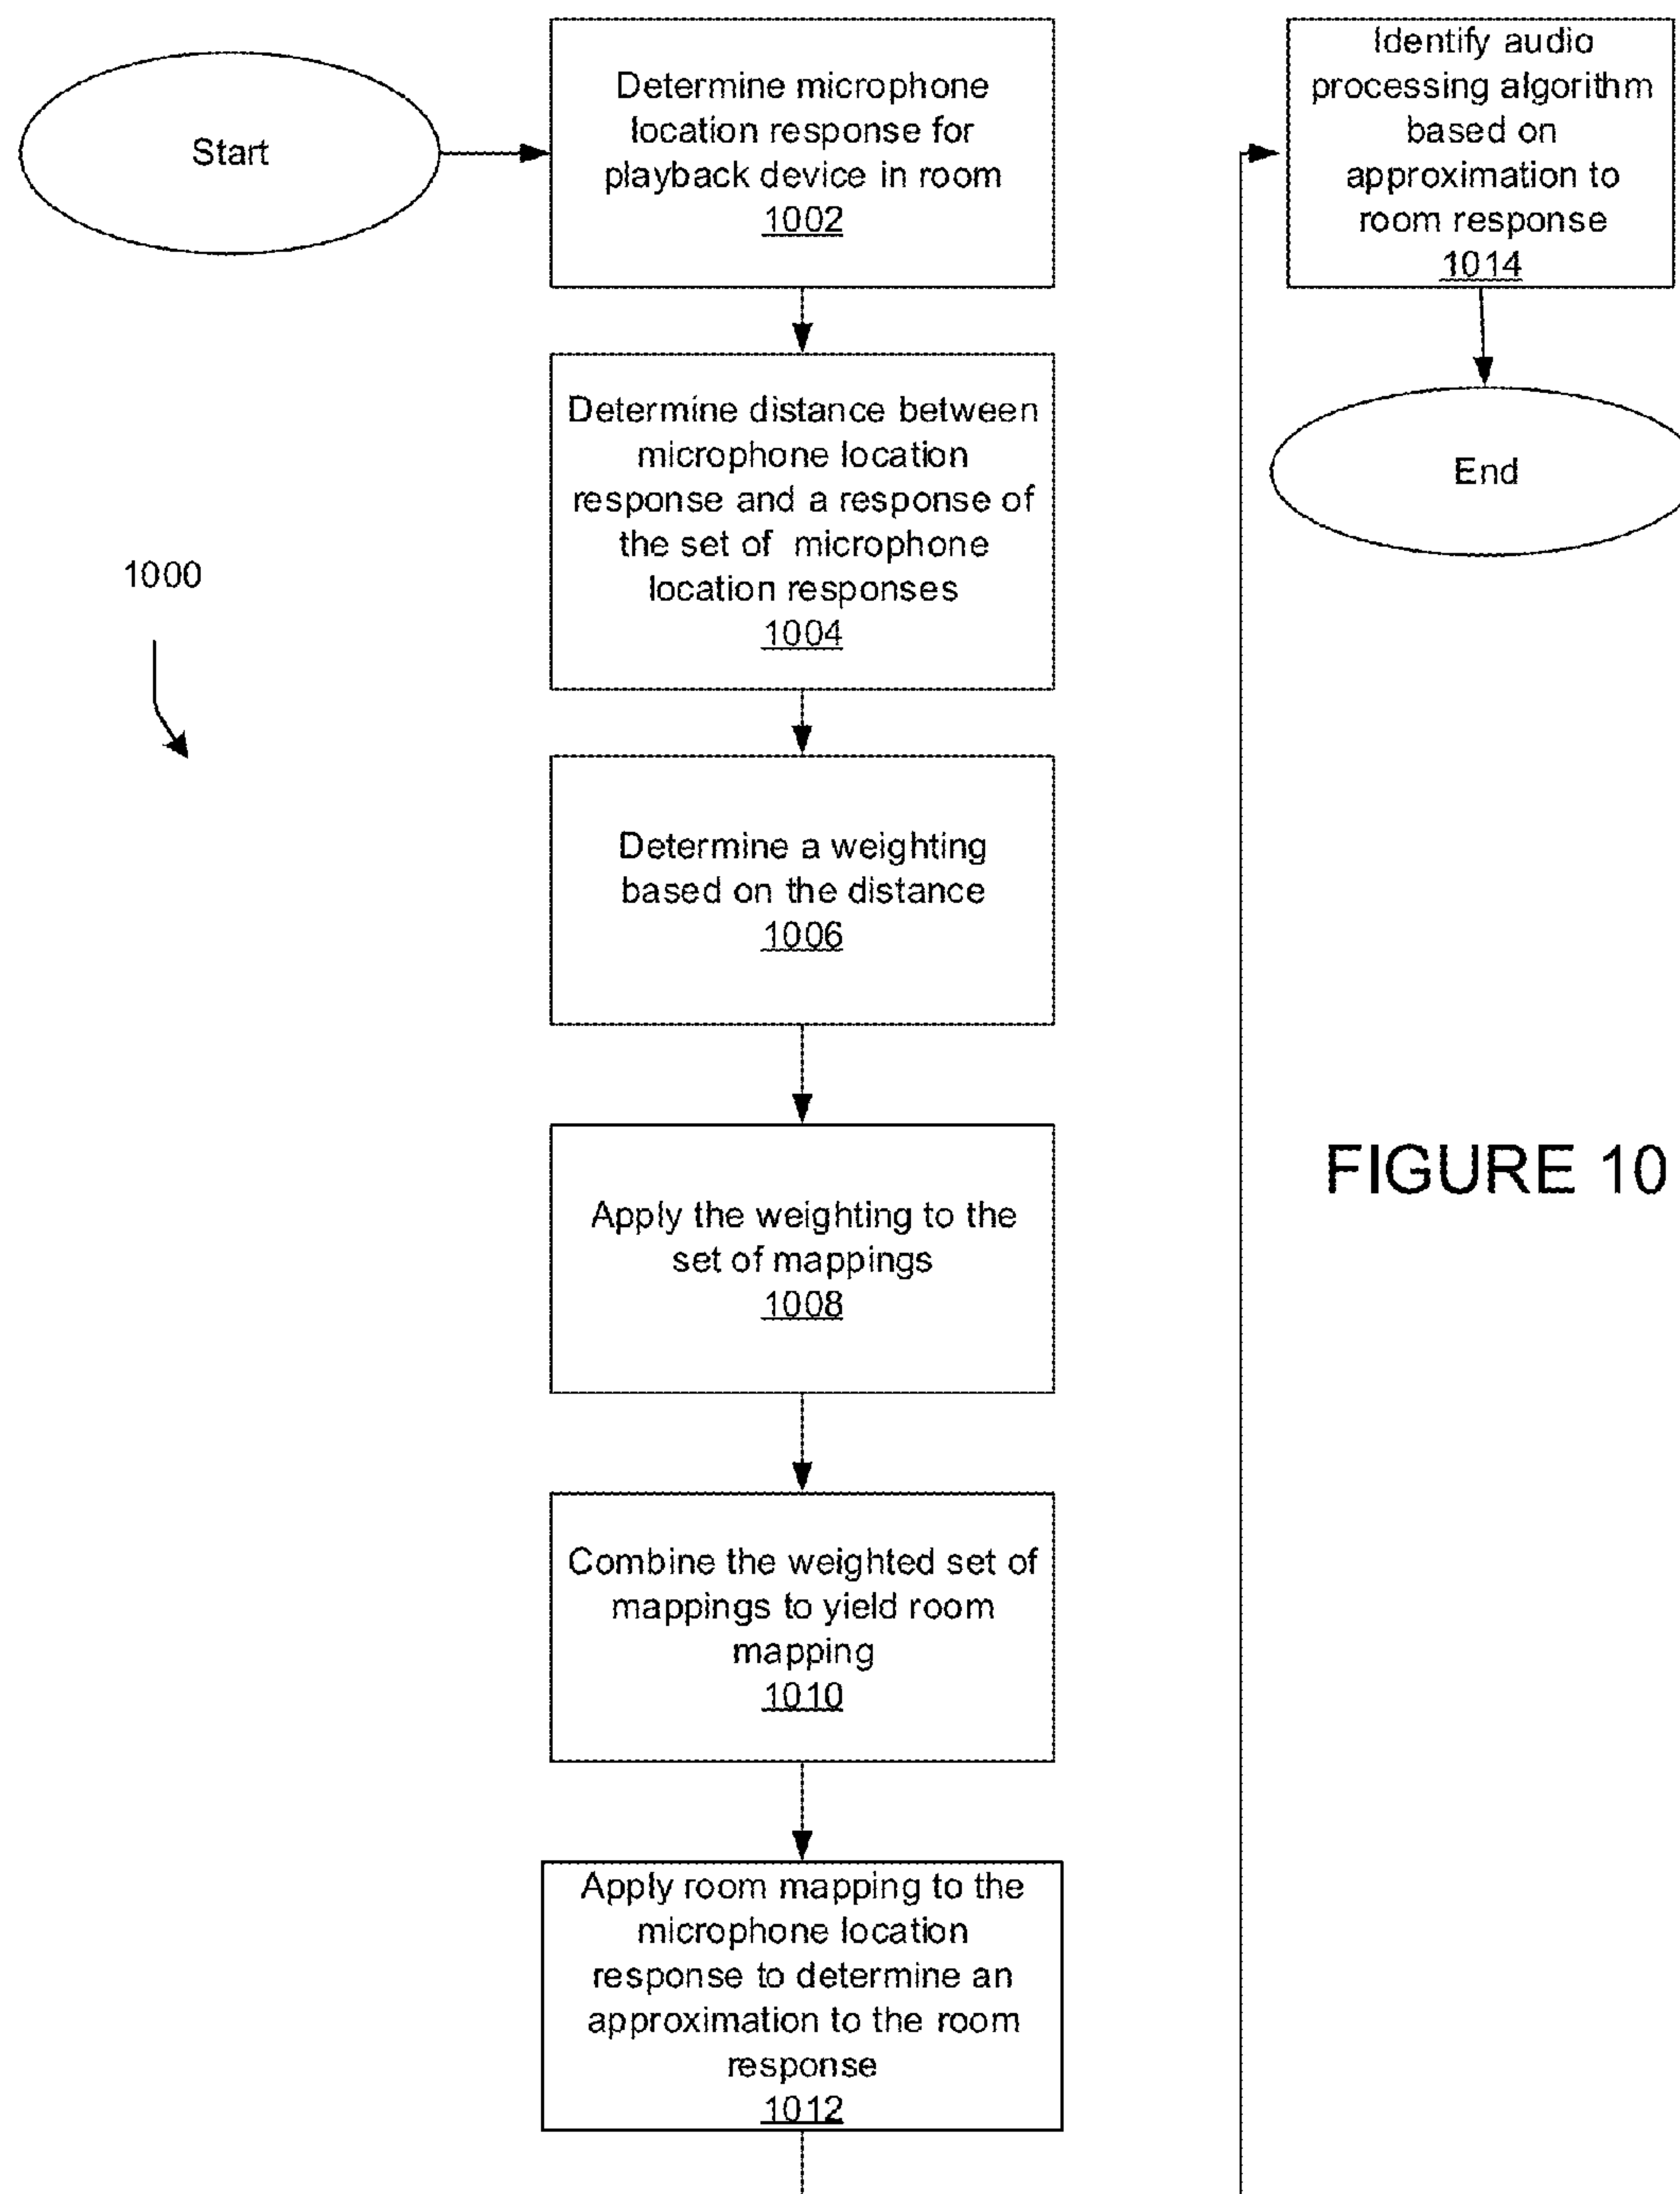 Start
Determine microphone
location response for
playback device in room
1002
Determine distance between
microphone location
response and a response of
the set of microphone
location responses
1004
1000
Determine a weighting
based on the distance
1006
Apply the weighting to the
set of mappings
1008
Combine the weighted set of
mappings to yield room
mapping
1010
Apply room mapping to the
microphone location
response to determine an
approximation to the room
response
1012
Identify audio
processing algorithm
based on
approximation to
room response
1014
End
FIGURE 10